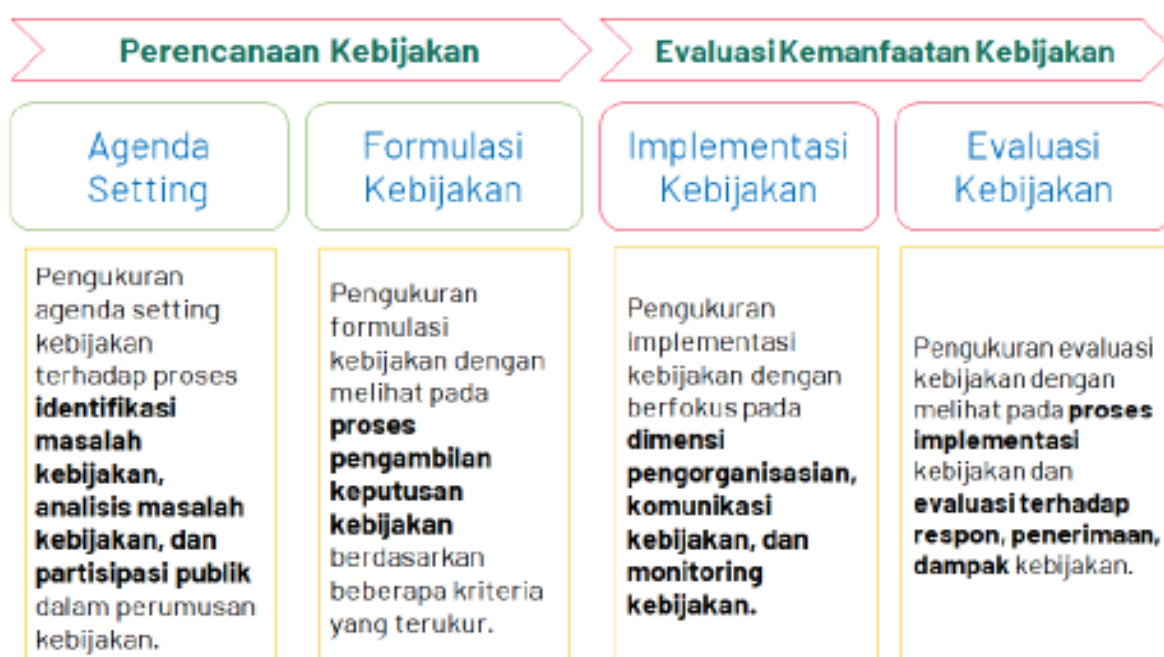 Perencanaan Kebijakan
Evaluasi Kemanfaatan Kebijakan
Agenda
Setting
Formulasi
Kebijakan
Implementasi
Kebijakan
Evaluasi
Kebijakan
Pengukuran
agenda setting
kebijakan
terhadap proses
identifikasi
masalah
kebijakan,
analisis masalah
kebijakan, dan
partisipasi publik
dalam perumusan
kebijakan.
Pengukuran
formulasi
kebijakan dengan
melihat pada
proses
pengambilan
keputusan
kebijakan
berdasarkan
beberapa kriteria
yang terukur.
Pengukuran
implementasi
kebijakan dengan
berfokus pada
dimensi
pengorganisasian,
komunikasi
kebijakan, dan
monitoring
kebijakan.
Pengukuran evaluasi
kebijakan dengan
melihat pada proses
implementasi
kebijakan dan
evaluasi terhadap
respon, penerimaan,
dampak kebijakan.